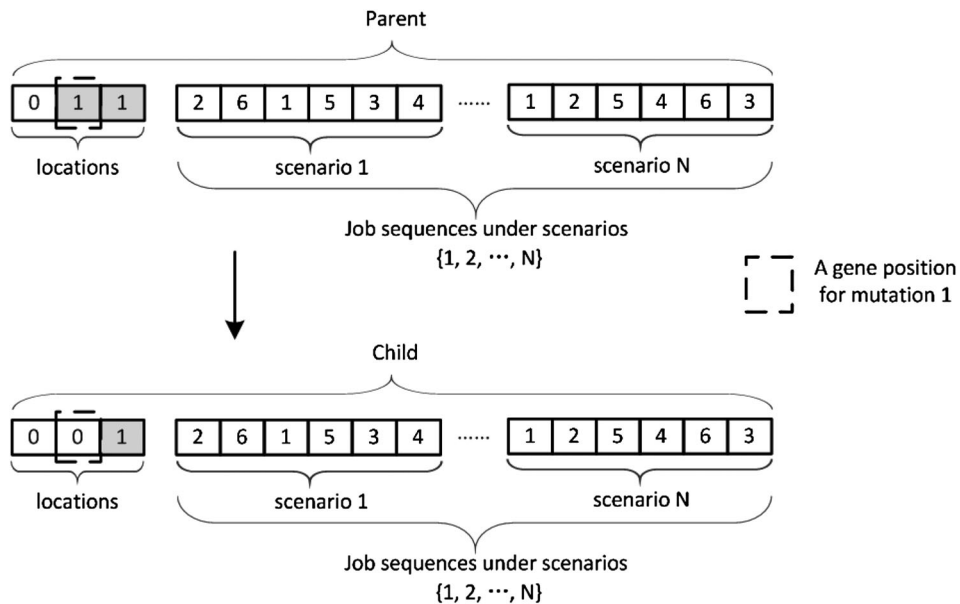 Parent
0 1 1 2 6 1 5 3 4 ...... 1 2 5 4 6 3
locations scenario 1 scenario N
Job sequences under scenarios
{1, 2, ···, N}
A gene position
for mutation 1
Child
0 0 1 2 6 1 5 3 4 ...... 1 2 5 4 6 3
locations scenario 1 scenario N
Job sequences under scenarios
{1, 2, ···, N}